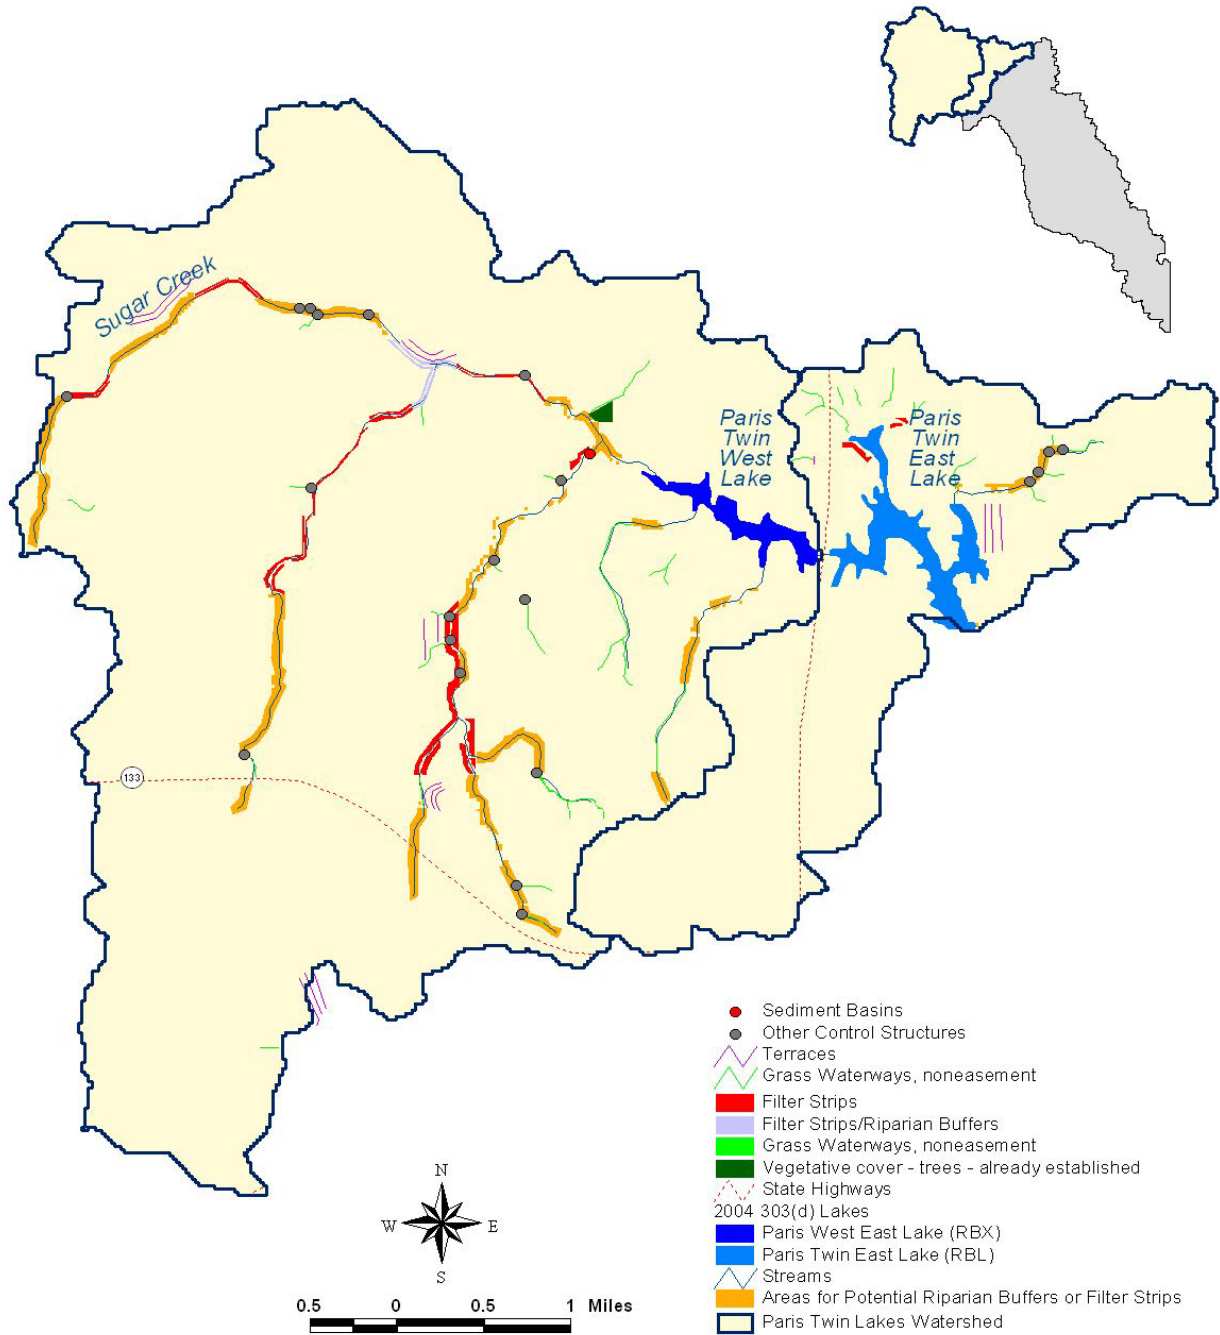 Sugar Creek
Paris
Twin
West
Lake
Paris
Twin
East
Lake
133
Sediment Basins
Other Control Structures
Terraces
Grass Waterways, noneasement
Filter Strips
Filter Strips/Riparian Buffers
Grass Waterways, noneasement
Vegetative cover - trees - already established
State Highways
2004 303(d) Lakes
Paris West East Lake (RBX)
Paris Twin East Lake (RBL)
Streams
Areas for Potential Riparian Buffers or Filter Strips
Paris Twin Lakes Watershed
N
W E
S
0.5 0 0.5 1 Miles